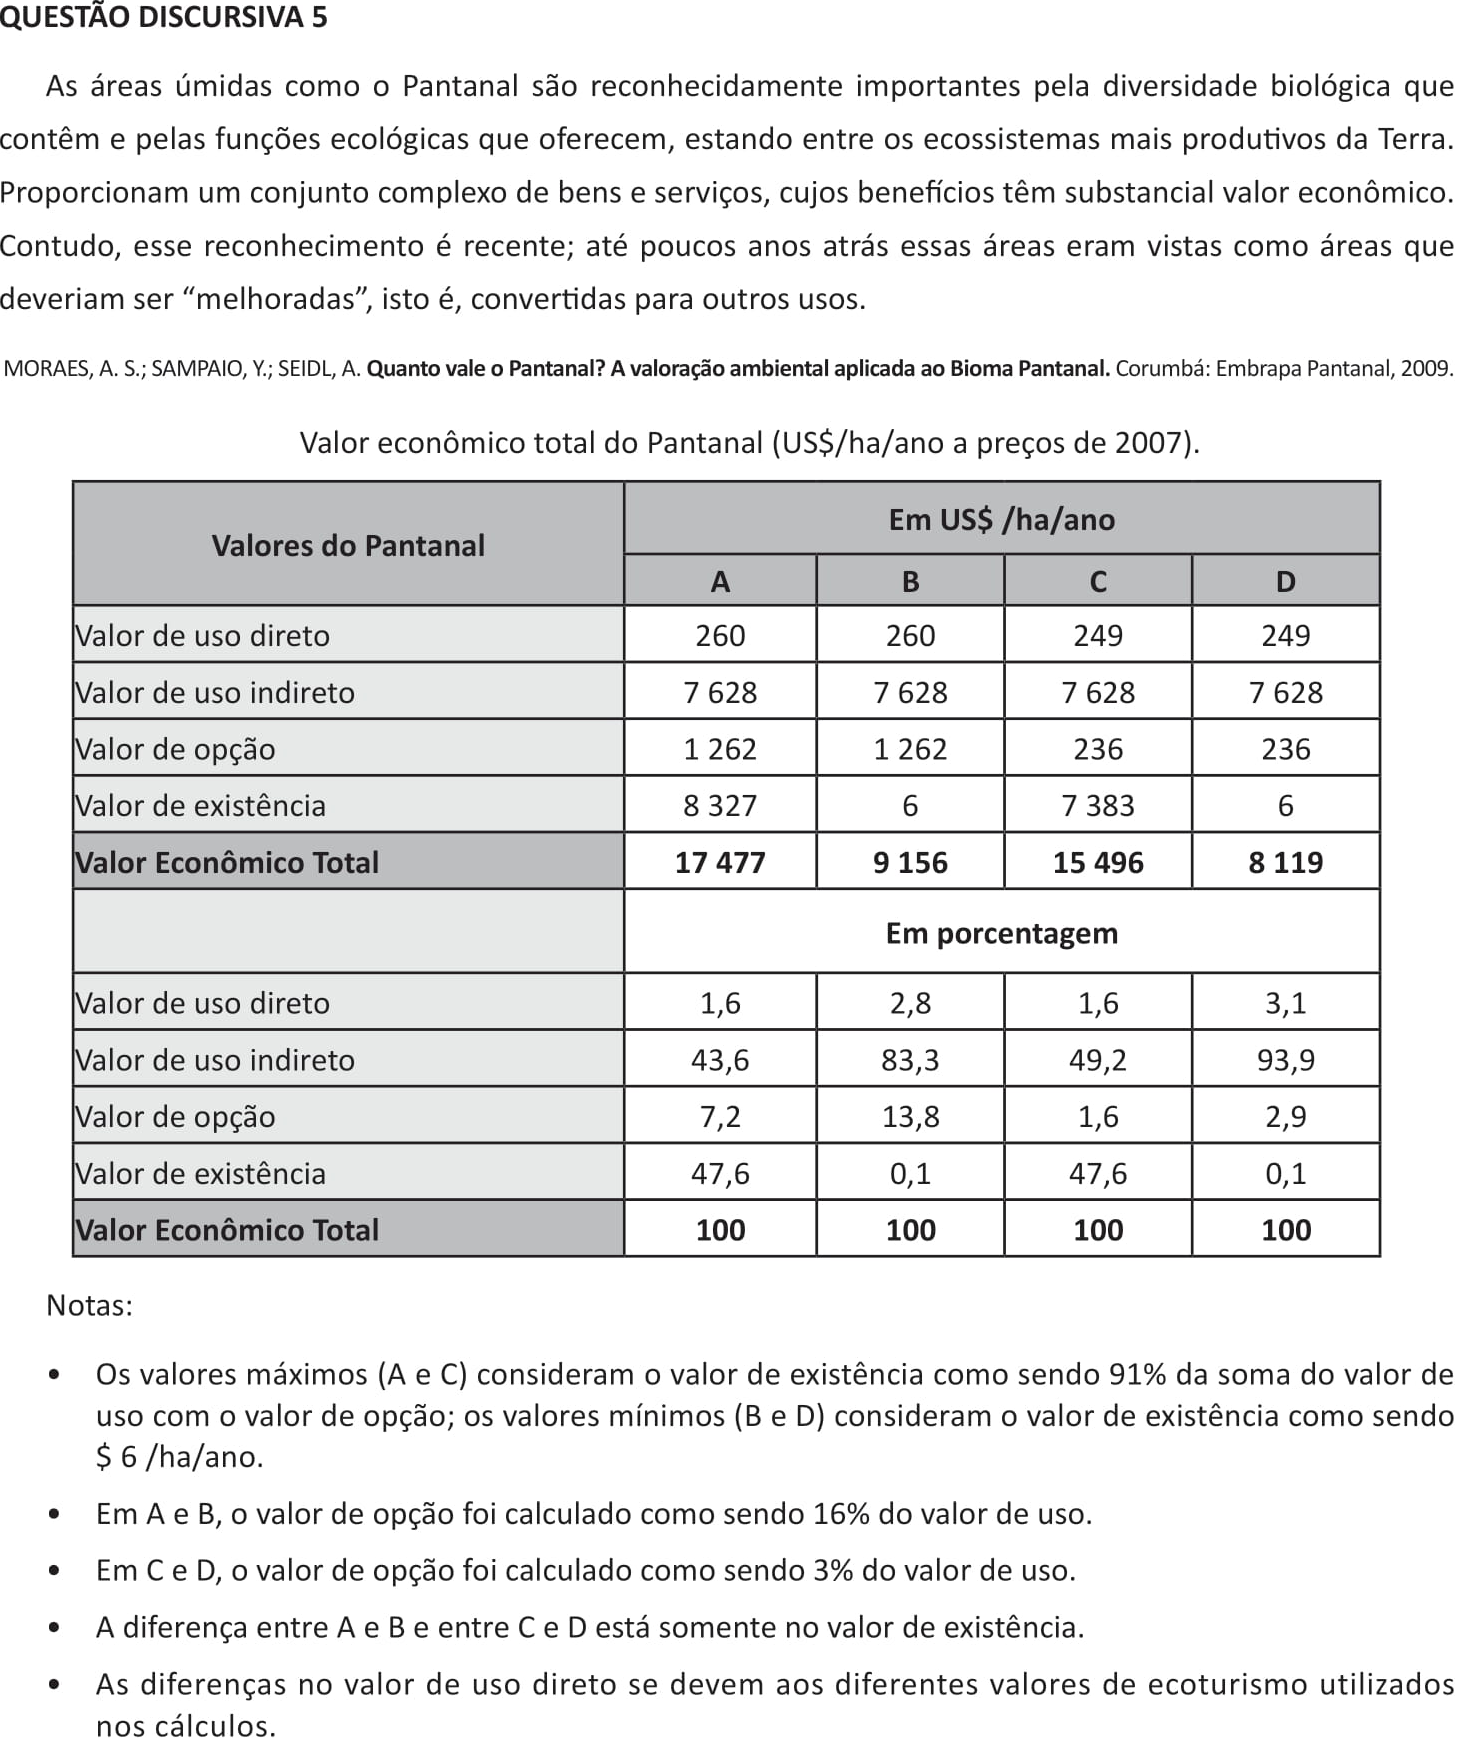 QUESTÃO DISCURSIVA 5
As áreas úmidas como o Pantanal são reconhecidamente importantes pela diversidade biológica que
contêm e pelas funções ecológicas que oferecem, estando entre os ecossistemas mais produtivos da Terra.
Proporcionam um conjunto complexo de bens e serviços, cujos benefícios têm substancial valor econômico.
Contudo, esse reconhecimento é recente; até poucos anos atrás essas áreas eram vistas como áreas que
deveriam ser “melhoradas”, isto é, convertidas para outros usos.
MORAES, A. S.; SAMPAIO, Y.; SEIDL, A. Quanto vale o Pantanal? A valoração ambiental aplicada ao Bioma Pantanal. Corumbá: Embrapa Pantanal, 2009.
Valor econômico total do Pantanal (US$/ha/ano a preços de 2007).
Valores do Pantanal Em US$ /ha/ano
A B C D
Valor de uso direto 260 260 249 249
Valor de uso indireto 7 628 7 628 7 628 7 628
Valor de opção 1 262 1 262 236 236
Valor de existência 8 327 6 7 383 6
Valor Econômico Total 17 477 9 156 15 496 8 119
Em porcentagem
Valor de uso direto 1,6 2,8 1,6 3,1
Valor de uso indireto 43,6 83,3 49,2 93,9
Valor de opção 7,2 13,8 1,6 2,9
Valor de existência 47,6 0,1 47,6 0,1
Valor Econômico Total 100 100 100 100
Notas:
• Os valores máximos (A e C) consideram o valor de existência como sendo 91% da soma do valor de
uso com o valor de opção; os valores mínimos (B e D) consideram o valor de existência como sendo
$ 6 /ha/ano.
• Em A e B, o valor de opção foi calculado como sendo 16% do valor de uso.
• Em C e D, o valor de opção foi calculado como sendo 3% do valor de uso.
• A diferença entre A e B e entre C e D está somente no valor de existência.
• As diferenças no valor de uso direto se devem aos diferentes valores de ecoturismo utilizados
nos cálculos.